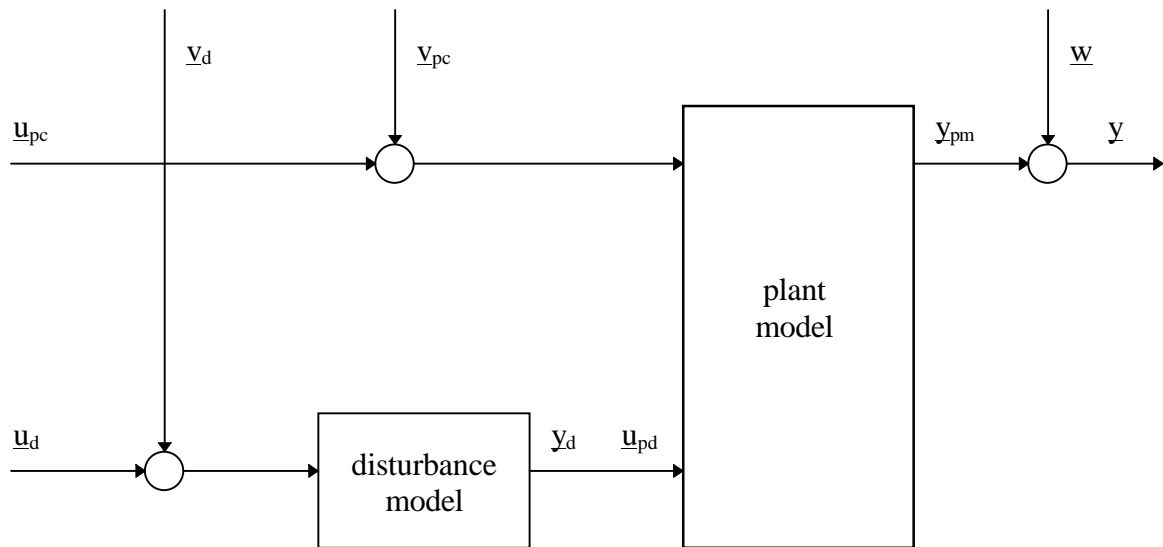 v_d
v_pc
w
u_pc
y_pm
y
plant
model
u_d
y_d
u_pd
disturbance
model